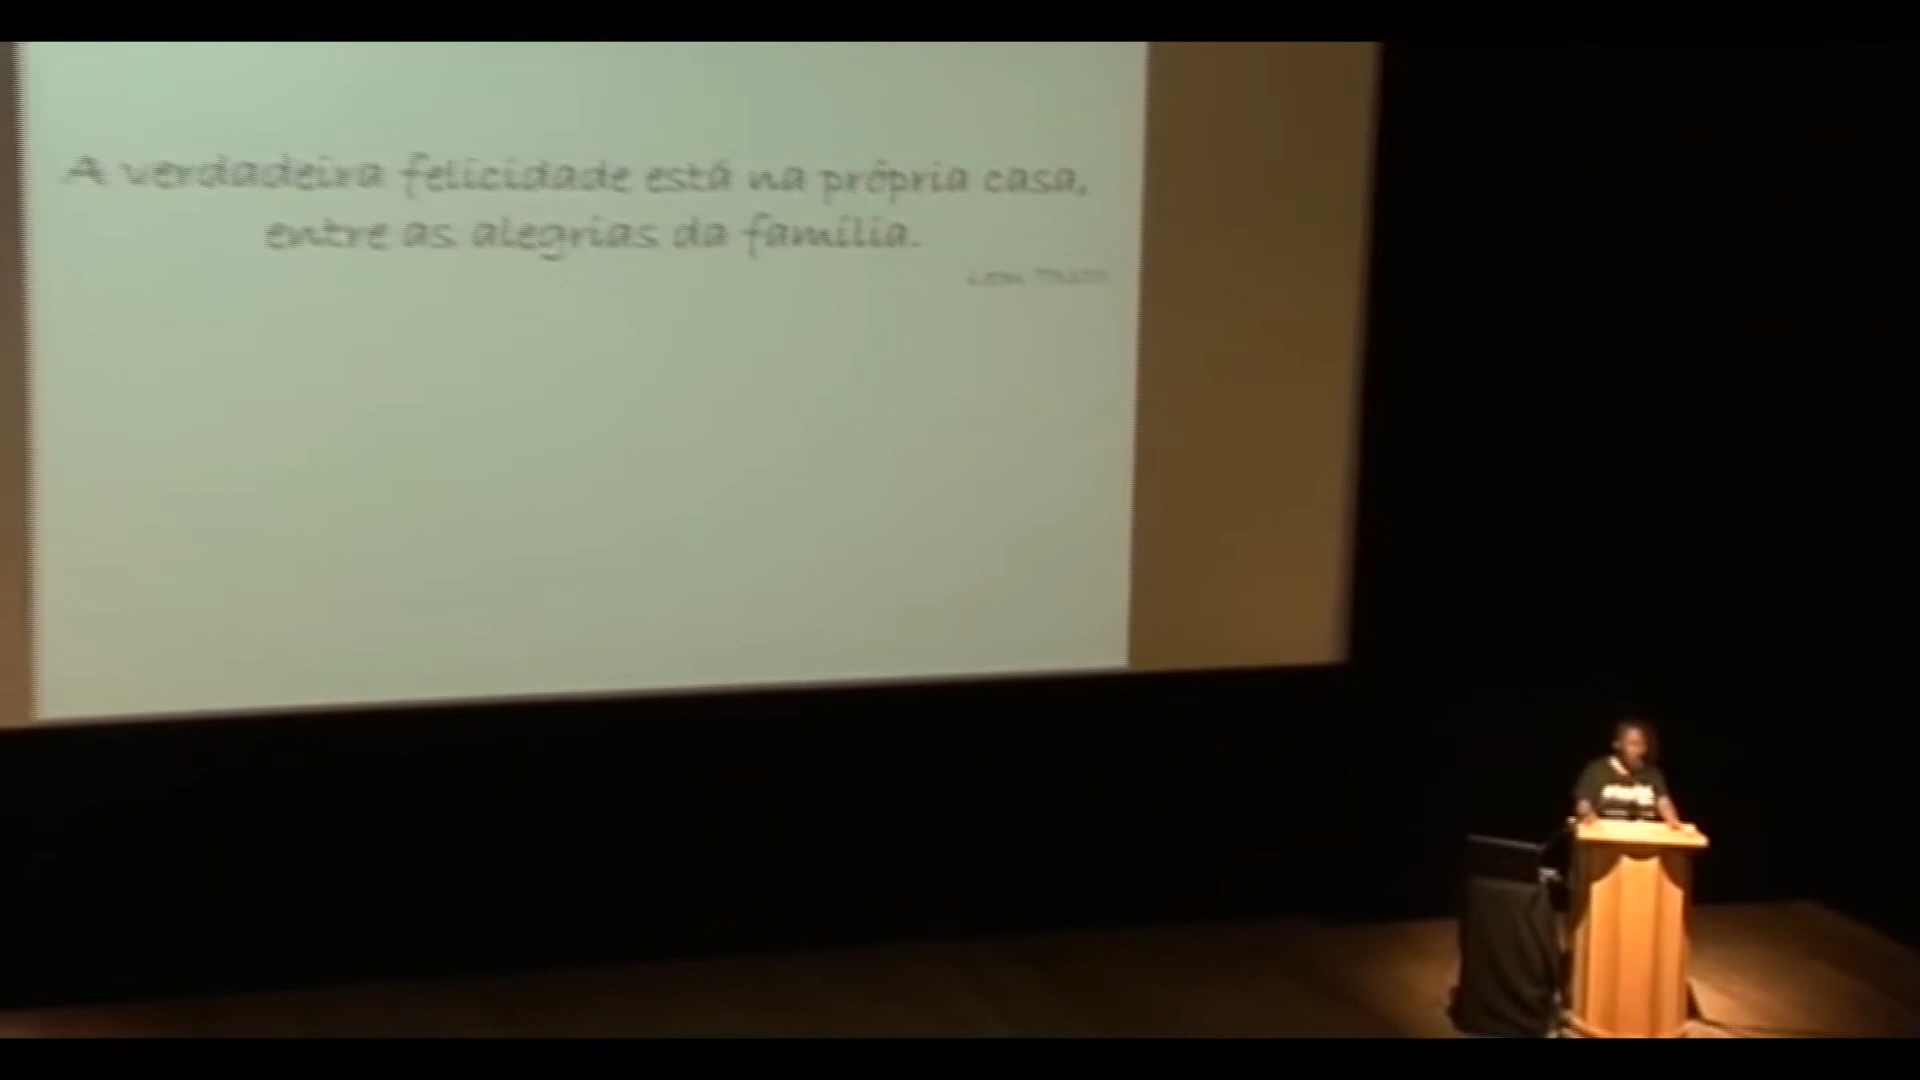 A verdadeira felicidade está na própria casa,
entre as alegrias da família.